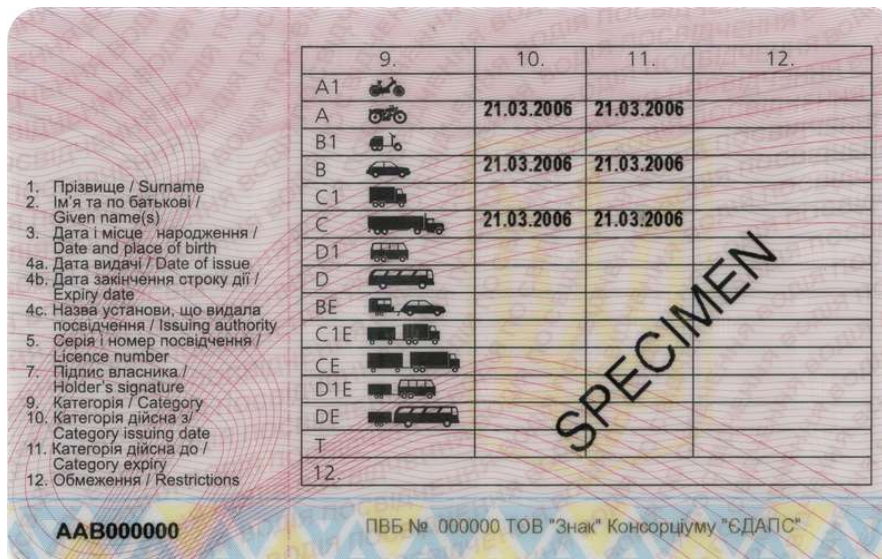 1. Прізвище / Surname
2. Ім'я та по батькові /
Given name(s)
3. Дата і місце народження /
Date and place of birth
4a. Дата видачі / Date of issue
4b. Дата закінчення строку дії /
Expiry date
4c. Назва установи, що видала
посвідчення / Issuing authority
5. Серія і номер посвідчення /
Licence number
7. Підпис власника /
Holder's signature
9. Категорія / Category
10. Категорія дійсна з/
Category issuing date
11. Категорія дійсна до /
Category expiry
12. Обмеження / Restrictions
9. 10. 11. 12.
A1
A 21.03.2006 21.03.2006
B1
B 21.03.2006 21.03.2006
C1
C 21.03.2006 21.03.2006
D1
D
BE
C1E
CE
D1E
DE
T
12.
SPECIMEN
AAB000000
ПВБ № 000000 ТОВ "Знак" Консорціуму "ЄДАПС"